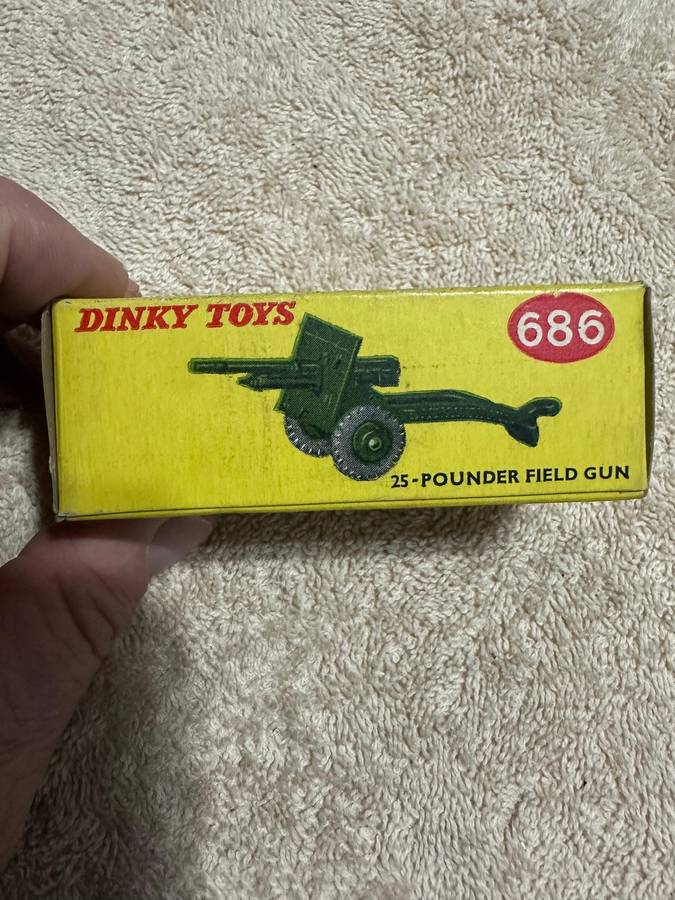 DINKY TOYS
686
25-POUNDER FIELD GUN